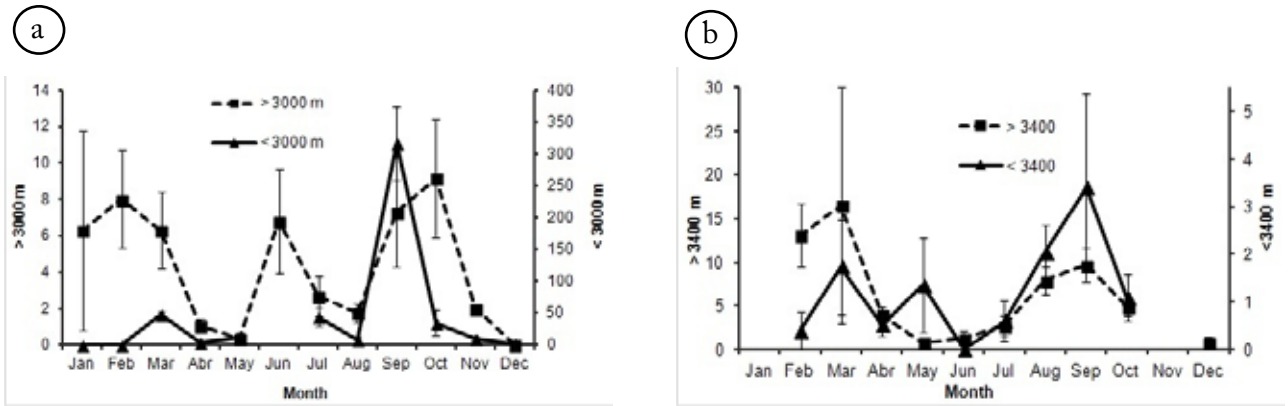 a
14
12
10
8
6
4
2
0
> 3000 m
> 3000 m
< 3000 m
400
350
300
250
200
150
100
50
0
< 3000 m
Jan Feb Mar Abr May Jun Jul Aug Sep Oct Nov Dec
Month
b
30
25
20
15
10
5
0
> 3400 m
> 3400
< 3400
5
4
3
2
1
0
<3400 m
Jan Feb Mar Abr May Jun Jul Aug Sep Oct Nov Dec
Month